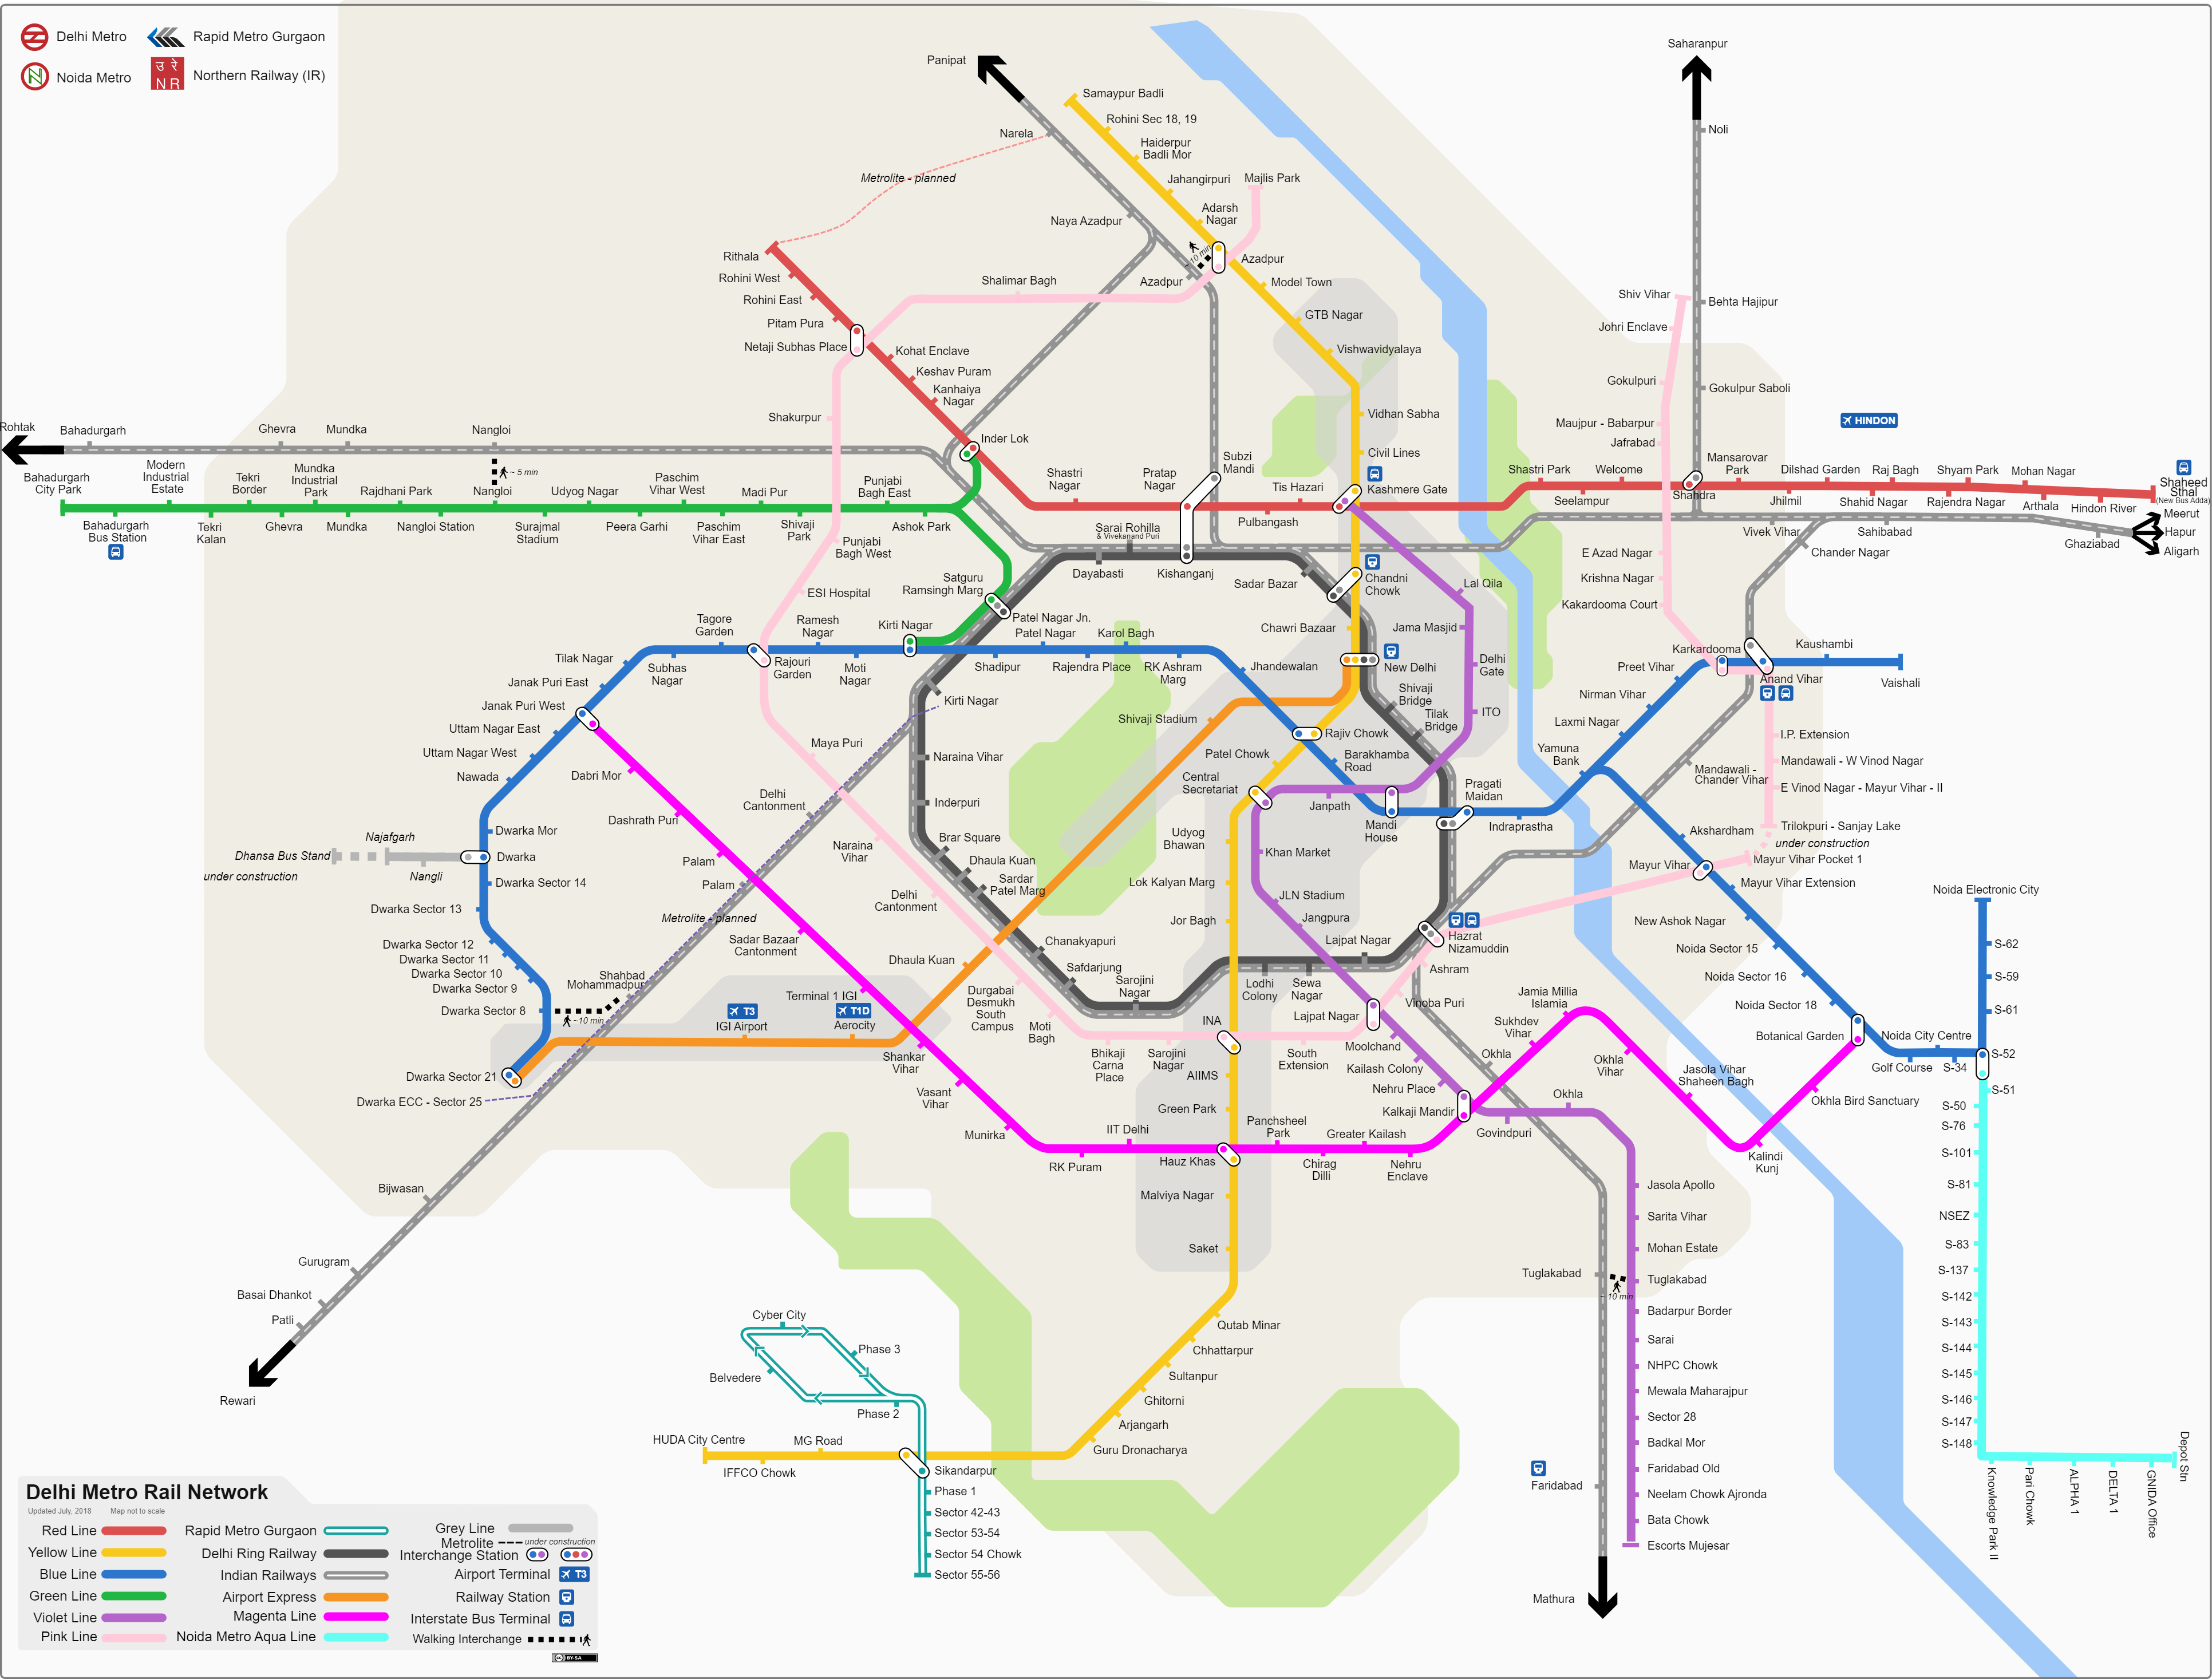 Delhi Metro
Rapid Metro Gurgaon
Noida Metro
उ रे
N R
Northern Railway (IR)
Panipat
Saharanpur
Samaypur Badli
Rohini Sec 18, 19
Haiderpur
Badli Mor
Jahangirpuri
Majlis Park
Adarsh
Nagar
Narela
Metrolite - planned
Naya Azadpur
Noli
~10 min
Azadpur
Azadpur
Model Town
GTB Nagar
Vishwavidyalaya
Vidhan Sabha
Civil Lines
Kashmere Gate
Rithala
Rohini West
Rohini East
Pitam Pura
Netaji Subhas Place
Kohat Enclave
Keshav Puram
Kanhaiya
Nagar
Inder Lok
Shalimar Bagh
Shakurpur
Shiv Vihar
Johri Enclave
Gokulpuri
Maujpur - Babarpur
Jafrabad
Behta Hajipur
Gokulpur Saboli
HINDON
Rohtak
Bahadurgarh
Ghevra
Mundka
Nangloi
~ 5 min
Bahadurgarh
City Park
Modern
Industrial
Estate
Tekri
Border
Mundka
Industrial
Park
Rajdhani Park
Nangloi
Udyog Nagar
Paschim
Vihar West
Madi Pur
Punjabi
Bagh East
Bahadurgarh
Bus Station
Tekri
Kalan
Ghevra
Mundka
Nangloi Station
Surajmal
Stadium
Peera Garhi
Paschim
Vihar East
Shivaji
Park
Punjabi
Bagh West
Ashok Park
Shastri
Nagar
Pratap
Nagar
Subzi
Mandi
Tis Hazari
Pulbangash
Shastri Park
Seelampur
Welcome
Shahdra
Mansarovar
Park
Dilshad Garden
Jhilmil
Raj Bagh
Shahid Nagar
Shyam Park
Rajendra Nagar
Mohan Nagar
Arthala
Hindon River
Shaheed
Sthal
(New Bus Adda)
Meerut
Hapur
Aligarh
Ghaziabad
Vivek Vihar
Sahibabad
Chander Nagar
Sarai Rohilla
& Vivekanand Puri
Dayabasti
Kishanganj
Sadar Bazar
Chandni
Chowk
Lal Qila
Chawri Bazaar
Jama Masjid
New Delhi
Delhi
Gate
ITO
E Azad Nagar
Krishna Nagar
Kakardooma Court
Karkardooma
Preet Vihar
Nirman Vihar
Laxmi Nagar
Yamuna
Bank
Kaushambi
Vaishali
Anand Vihar
I.P. Extension
Mandawali - W Vinod Nagar
Mandawali -
Chander Vihar
E Vinod Nagar - Mayur Vihar - II
Trilokpuri - Sanjay Lake
under construction
Mayur Vihar Pocket 1
Akshardham
Mayur Vihar
Mayur Vihar Extension
New Ashok Nagar
Noida Sector 15
Noida Sector 16
Noida Sector 18
Botanical Garden
Noida City Centre
Golf Course
S-34
Noida Electronic City
S-62
S-59
S-61
S-52
S-51
S-50
S-76
S-101
S-81
NSEZ
S-83
S-137
S-142
S-143
S-144
S-145
S-146
S-147
S-148
Knowledge Park II
Pari Chowk
ALPHA 1
DELTA 1
GNIDA Office
Depot Stn
ESI Hospital
Satguru
Ramsingh Marg
Patel Nagar Jn.
Kirti Nagar
Tagore
Garden
Ramesh
Nagar
Tilak Nagar
Subhas
Nagar
Rajouri
Garden
Moti
Nagar
Shadipur
Patel Nagar
Rajendra Place
Karol Bagh
RK Ashram
Marg
Jhandewalan
Shivaji
Bridge
Tilak
Bridge
Shivaji Stadium
Rajiv Chowk
Patel Chowk
Barakhamba
Road
Central
Secretariat
Janpath
Mandi
House
Pragati
Maidan
Indraprastha
Janak Puri East
Janak Puri West
Uttam Nagar East
Uttam Nagar West
Nawada
Dwarka Mor
Dwarka
Dwarka Sector 14
Dwarka Sector 13
Dwarka Sector 12
Dwarka Sector 11
Dwarka Sector 10
Dwarka Sector 9
Dwarka Sector 8
~10 min
Dwarka Sector 21
Dwarka ECC - Sector 25
Najafgarh
Dhansa Bus Stand
under construction
Nangli
Dabri Mor
Dashrath Puri
Palam
Palam
Metrolite - planned
Sadar Bazaar
Cantonment
Shahbad
Mohammadpur
Terminal 1 IGI
T3
IGI Airport
T1D
Aerocity
Shankar
Vihar
Vasant
Vihar
Munirka
RK Puram
IIT Delhi
Hauz Khas
Panchsheel
Park
Chirag
Dilli
Greater Kailash
Nehru
Enclave
Kirti Nagar
Maya Puri
Delhi
Cantonment
Naraina
Vihar
Delhi
Cantonment
Naraina Vihar
Inderpuri
Brar Square
Dhaula Kuan
Sardar
Patel Marg
Chanakyapuri
Safdarjung
Sarojini
Nagar
Dhaula Kuan
Durgabai
Desmukh
South
Campus
Moti
Bagh
Bhikaji
Carna
Place
Sarojini
Nagar
INA
South
Extension
Udyog
Bhawan
Lok Kalyan Marg
Jor Bagh
Khan Market
JLN Stadium
Jangpura
Lajpat Nagar
Lodhi
Colony
Sewa
Nagar
Lajpat Nagar
Hazrat
Nizamuddin
Ashram
Vinoba Puri
Moolchand
Kailash Colony
Nehru Place
Kalkaji Mandir
Okhla
Govindpuri
Okhla
Sukhdev
Vihar
Jamia Millia
Islamia
Okhla
Vihar
Jasola Vihar
Shaheen Bagh
Kalindi
Kunj
Okhla Bird Sanctuary
AIIMS
Green Park
Malviya Nagar
Saket
Qutab Minar
Chhattarpur
Sultanpur
Ghitorni
Arjangarh
Guru Dronacharya
HUDA City Centre
IFFCO Chowk
MG Road
Sikandarpur
Cyber City
Phase 3
Belvedere
Phase 2
Phase 1
Sector 42-43
Sector 53-54
Sector 54 Chowk
Sector 55-56
Bijwasan
Gurugram
Basai Dhankot
Patli
Rewari
Jasola Apollo
Sarita Vihar
Mohan Estate
Tuglakabad
Tuglakabad
~ 10 min
Badarpur Border
Sarai
NHPC Chowk
Mewala Maharajpur
Sector 28
Badkal Mor
Faridabad Old
Neelam Chowk Ajronda
Bata Chowk
Escorts Mujesar
Faridabad
Mathura
Delhi Metro Rail Network
Updated July, 2018
Map not to scale
Red Line
Yellow Line
Blue Line
Green Line
Violet Line
Pink Line
Rapid Metro Gurgaon
Delhi Ring Railway
Indian Railways
Airport Express
Magenta Line
Noida Metro Aqua Line
Grey Line
Metrolite
under construction
Interchange Station
Airport Terminal
T3
Railway Station
Interstate Bus Terminal
Walking Interchange
cc BY-SA